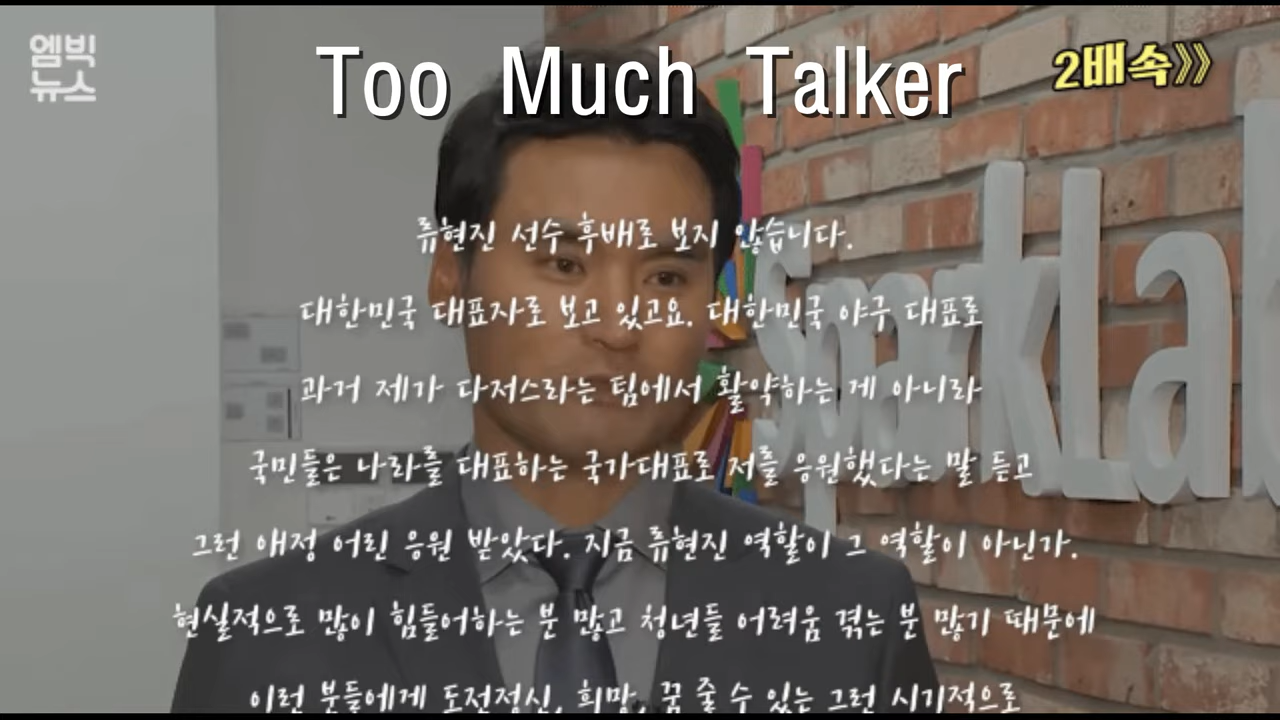 엠빅
뉴스
Too Much Talker
2배속》
SparkLa
류현진 선수 후배로 보지 않습니다.
대한민국 대표자로 보고 있고요. 대한민국 야구 대표로
과거 제가 다저스라는 팀에서 활약하는 게 아니라
국민들은 나라를 대표하는 국가대표로 저를 응원했다는 말 듣고
그런 애정 어린 응원 받았다. 지금 류현진 역할이 그 역할이 아닌가.
현실적으로 많이 힘들어하는 분 많고 청년들 어려움 겪는 분 많기 때문에
이런 분들에게 도전정신, 희망, 꿈 줄 수 있는 그런 시기적으로